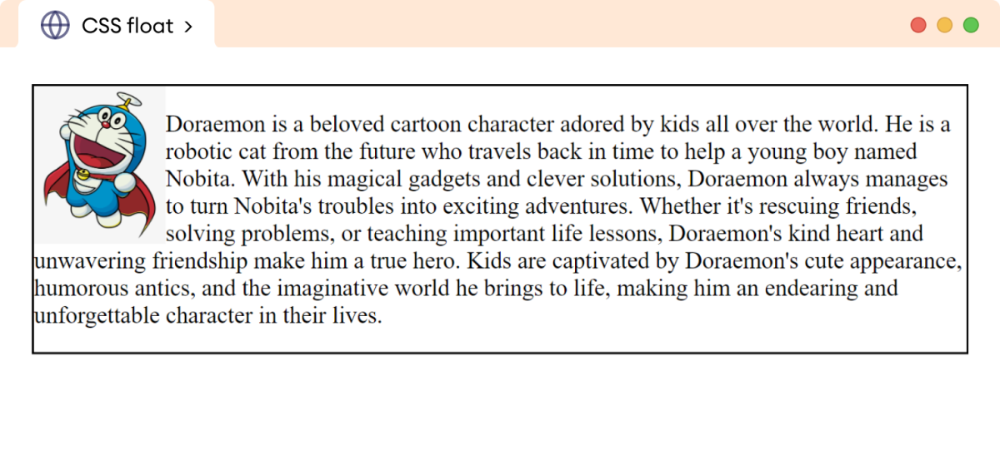 CSS float >
Doraemon is a beloved cartoon character adored by kids all over the world. He is a
robotic cat from the future who travels back in time to help a young boy named
Nobita. With his magical gadgets and clever solutions, Doraemon always manages
to turn Nobita's troubles into exciting adventures. Whether it's rescuing friends,
solving problems, or teaching important life lessons, Doraemon's kind heart and
unwavering friendship make him a true hero. Kids are captivated by Doraemon's cute appearance,
humorous antics, and the imaginative world he brings to life, making him an endearing and
unforgettable character in their lives.